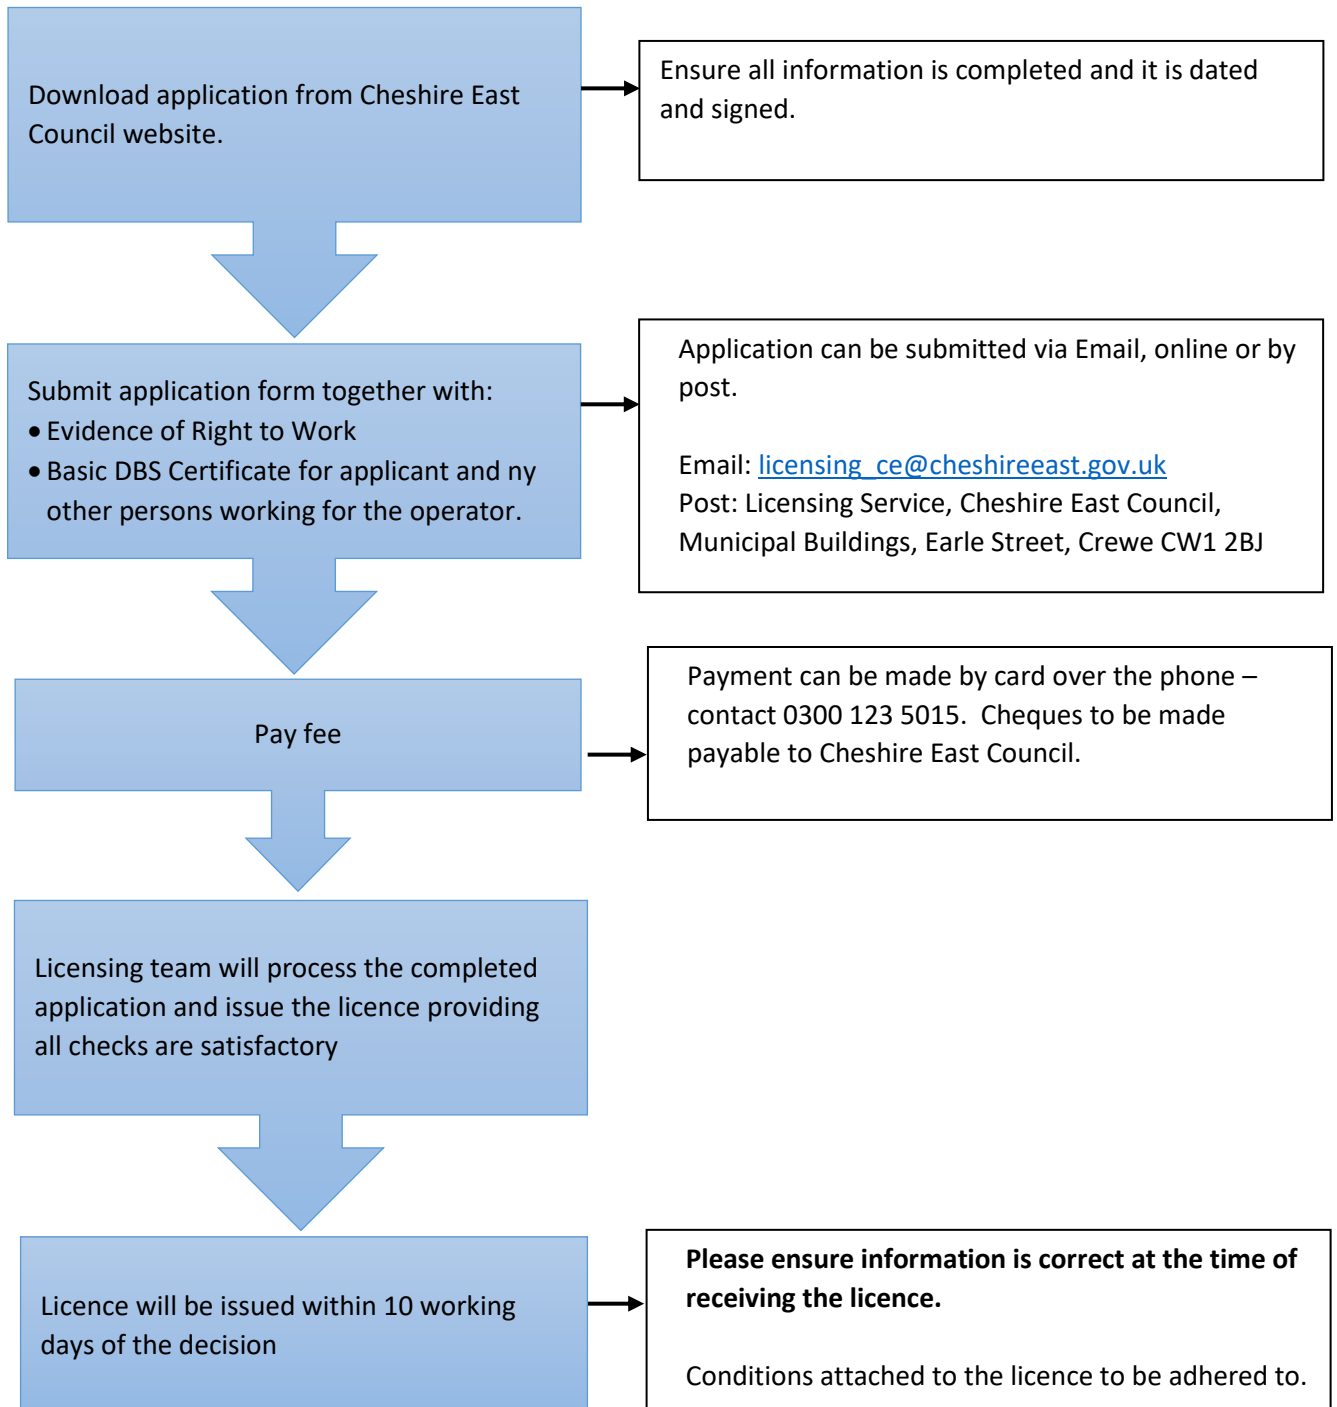 Download application from Cheshire East
Council website.
Ensure all information is completed and it is dated
and signed.
Submit application form together with:
• Evidence of Right to Work
• Basic DBS Certificate for applicant and ny
other persons working for the operator.
Application can be submitted via Email, online or by
post.
Email: licensing_ce@cheshireeast.gov.uk
Post: Licensing Service, Cheshire East Council,
Municipal Buildings, Earle Street, Crewe CW1 2BJ
Pay fee
Payment can be made by card over the phone –
contact 0300 123 5015.  Cheques to be made
payable to Cheshire East Council.
Licensing team will process the completed
application and issue the licence providing
all checks are satisfactory
Licence will be issued within 10 working
days of the decision
Please ensure information is correct at the time of
receiving the licence.
Conditions attached to the licence to be adhered to.